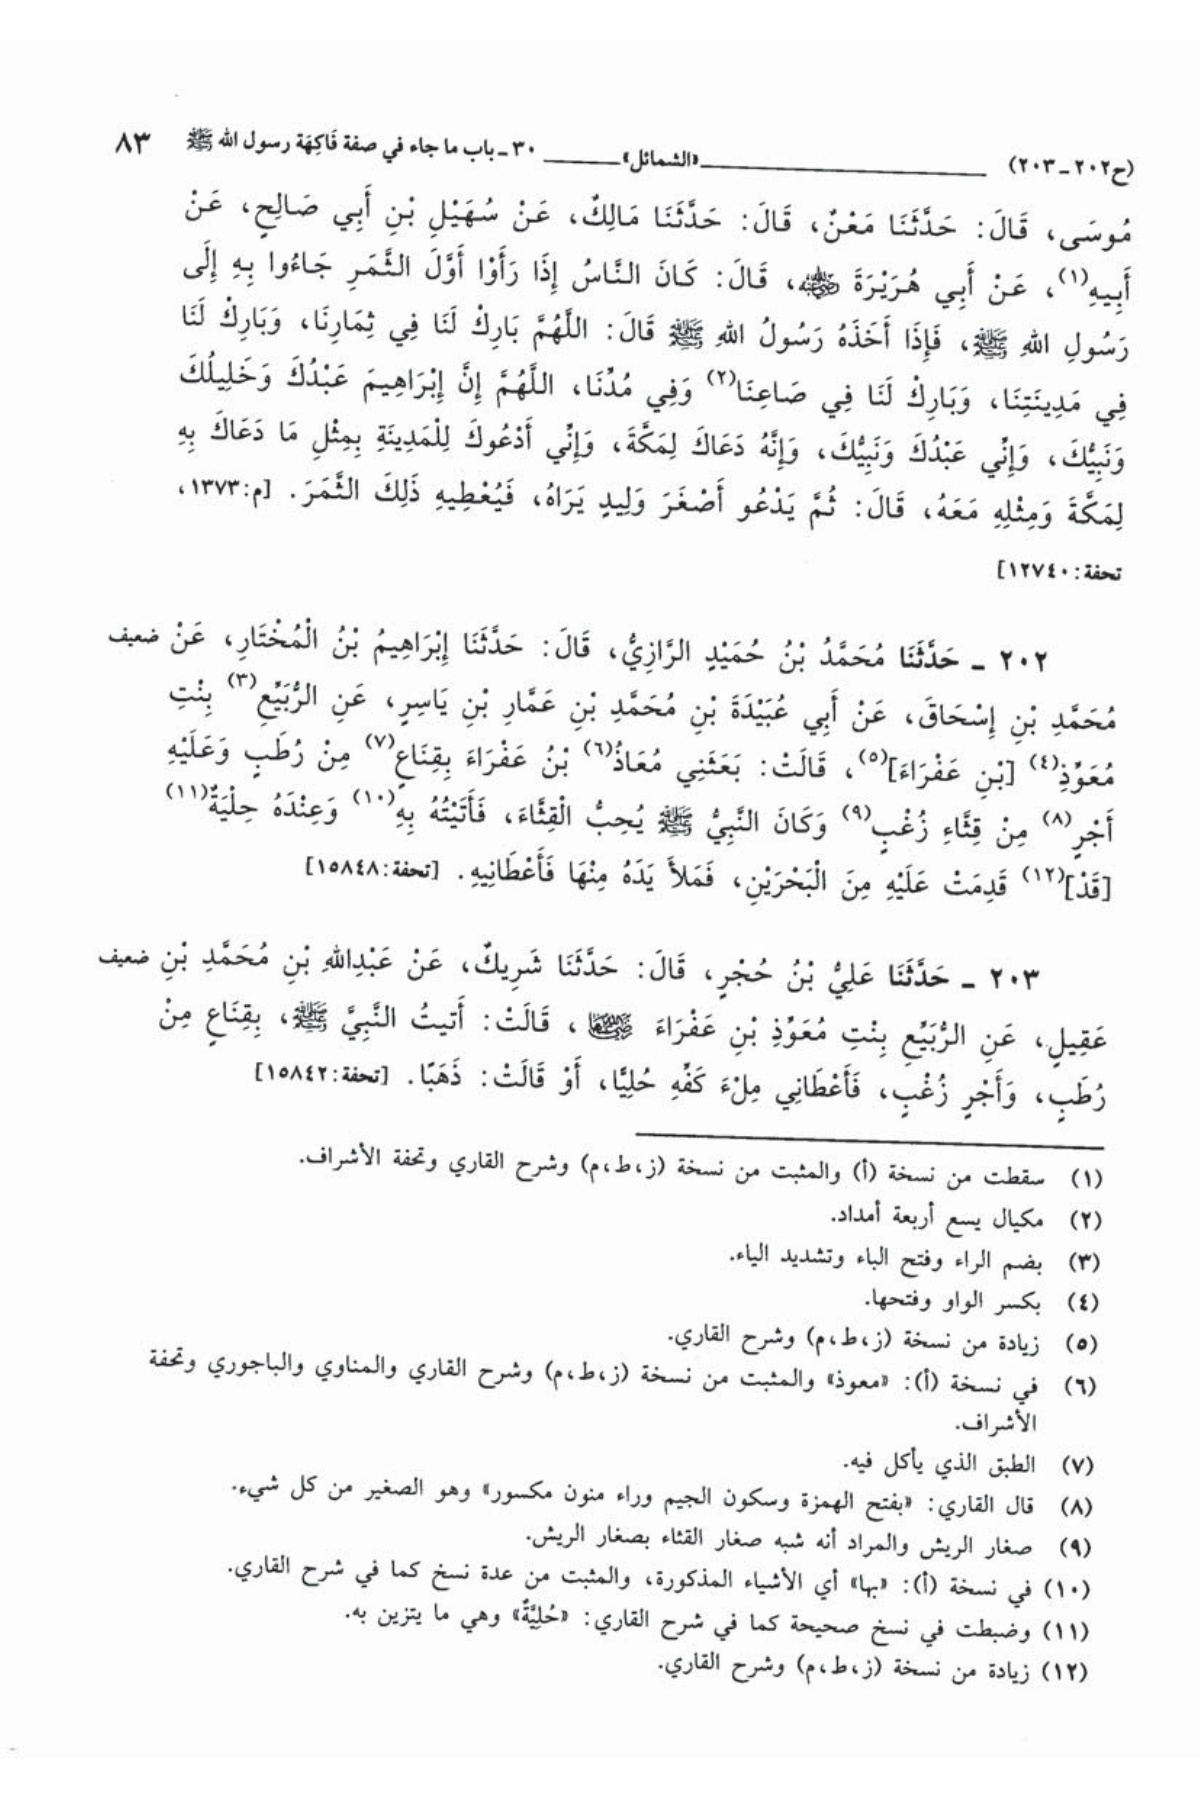 (ح٢٠٢ - ٢٠٣) «الشمائل» ٣٠ - باب ما جاء في صفة فَاكِهَة رسول الله ﷺ ٨٣
مُوسَى، قَالَ: حَدَّثَنَا مَعْنٌ، قَالَ: حَدَّثَنَا مَالِكٌ، عَنْ سُهَيْلِ بْنِ أَبِي صَالِحٍ، عَنْ
أَبِيهِ(١)، عَنْ أَبِي هُرَيْرَةَ رضي الله عنه، قَالَ: كَانَ النَّاسُ إِذَا رَأَوْا أَوَّلَ الثَّمَرِ جَاءُوا بِهِ إِلَى
رَسُولِ اللهِ ﷺ، فَإِذَا أَخَذَهُ رَسُولُ اللهِ ﷺ قَالَ: اللَّهُمَّ بَارِكْ لَنَا فِي ثِمَارِنَا، وَبَارِكْ لَنَا
فِي مَدِينَتِنَا، وَبَارِكْ لَنَا فِي صَاعِنَا(٢) وَفِي مُدِّنَا، اللَّهُمَّ إِنَّ إِبْرَاهِيمَ عَبْدُكَ وَخَلِيلُكَ
وَنَبِيُّكَ، وَإِنِّي عَبْدُكَ وَنَبِيُّكَ، وَإِنَّهُ دَعَاكَ لِمَكَّةَ، وَإِنِّي أَدْعُوكَ لِلْمَدِينَةِ بِمِثْلِ مَا دَعَاكَ بِهِ
لِمَكَّةَ وَمِثْلِهِ مَعَهُ، قَالَ: ثُمَّ يَدْعُو أَصْغَرَ وَلِيدٍ يَرَاهُ، فَيُعْطِيهِ ذَلِكَ الثَّمَرَ. [م: ١٣٧٣،
تحفة: ١٢٧٤٠]
٢٠٢ - حَدَّثَنَا مُحَمَّدُ بْنُ حُمَيْدٍ الرَّازِيُّ، قَالَ: حَدَّثَنَا إِبْرَاهِيمُ بْنُ الْمُخْتَارِ، عَنْ ضعيف
مُحَمَّدِ بْنِ إِسْحَاقَ، عَنْ أَبِي عُبَيْدَةَ بْنِ مُحَمَّدِ بْنِ عَمَّارِ بْنِ يَاسِرٍ، عَنِ الرُّبَيِّعِ(٣) بِنْتِ
مُعَوِّذِ(٤) [بْنِ عَفْرَاءَ](٥)، قَالَتْ: بَعَثَنِي مُعَاذُ(٦) بْنُ عَفْرَاءَ بِقِنَاعٍ(٧) مِنْ رُطَبٍ وَعَلَيْهِ
أَجْرٍ(٨) مِنْ قِثَّاءِ زُغْبٍ(٩) وَكَانَ النَّبِيُّ ﷺ يُحِبُّ الْقِثَّاءَ، فَأَتَيْتُهُ بِهِ(١٠) وَعِنْدَهُ حِلْيَةٌ(١١)
[قَدْ](١٢) قَدِمَتْ عَلَيْهِ مِنَ الْبَحْرَيْنِ، فَمَلأَ يَدَهُ مِنْهَا فَأَعْطَانِيهِ. [تحفة: ١٥٨٤٨]
٢٠٣ - حَدَّثَنَا عَلِيُّ بْنُ حُجْرٍ، قَالَ: حَدَّثَنَا شَرِيكٌ، عَنْ عَبْدِاللهِ بْنِ مُحَمَّدِ بْنِ ضعيف
عَقِيلٍ، عَنِ الرُّبَيِّعِ بِنْتِ مُعَوِّذِ بْنِ عَفْرَاءَ رضي الله عنها، قَالَتْ: أَتيتُ النَّبِيَّ ﷺ، بِقِنَاعٍ مِنْ
رُطَبٍ، وَأَجْرٍ زُغْبٍ، فَأَعْطَانِي مِلْءَ كَفِّهِ حُلِيًّا، أَوْ قَالَتْ: ذَهَبًا. [تحفة: ١٥٨٤٢]
(١) سقطت من نسخة (أ) والمثبت من نسخة (ز،ط،م) وشرح القاري وتحفة الأشراف.
(٢) مكيال يسع أربعة أمداد.
(٣) بضم الراء وفتح الباء وتشديد الياء.
(٤) بكسر الواو وفتحها.
(٥) زيادة من نسخة (ز،ط،م) وشرح القاري.
(٦) في نسخة (أ): «معوذ» والمثبت من نسخة (ز،ط،م) وشرح القاري والمناوي والباجوري وتحفة
الأشراف.
(٧) الطبق الذي يأكل فيه.
(٨) قال القاري: «بفتح الهمزة وسكون الجيم وراء منون مكسور» وهو الصغير من كل شيء.
(٩) صغار الريش والمراد أنه شبه صغار القثاء بصغار الريش.
(١٠) في نسخة (أ): «بها» أي الأشياء المذكورة، والمثبت من عدة نسخ كما في شرح القاري.
(١١) وضبطت في نسخ صحيحة كما في شرح القاري: «حُلِيَّةٌ» وهي ما يتزين به.
(١٢) زيادة من نسخة (ز،ط،م) وشرح القاري.